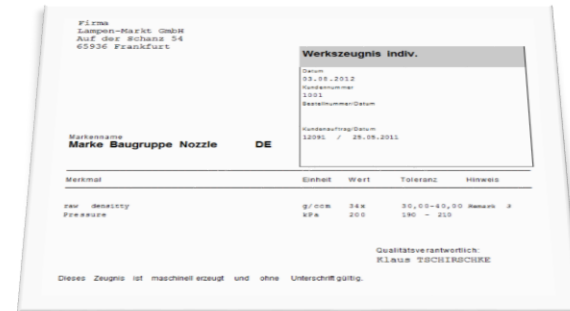 Firma
Lampen-Markt GmbH
Auf der Schanz 54
65936 Frankfurt
Werkszeugnis indiv.
Datum
03.08.2012
Kundennummer
1001
Bestellnummer/Datum
Kundenauftrag/Datum
12081 / 29.09.2011
Markenname
Marke Baugruppe Nozzle DE
Merkmal Einheit Wert Toleranz Hinweis
raw density g/ccm 34x 30,00-40,00 Remark
Pressure kPa 200 190 - 210
Qualitätsverantwortlich:
Klaus TSCHIRSCHKE
Dieses Zeugnis ist maschinell erzeugt und ohne Unterschrift gültig.